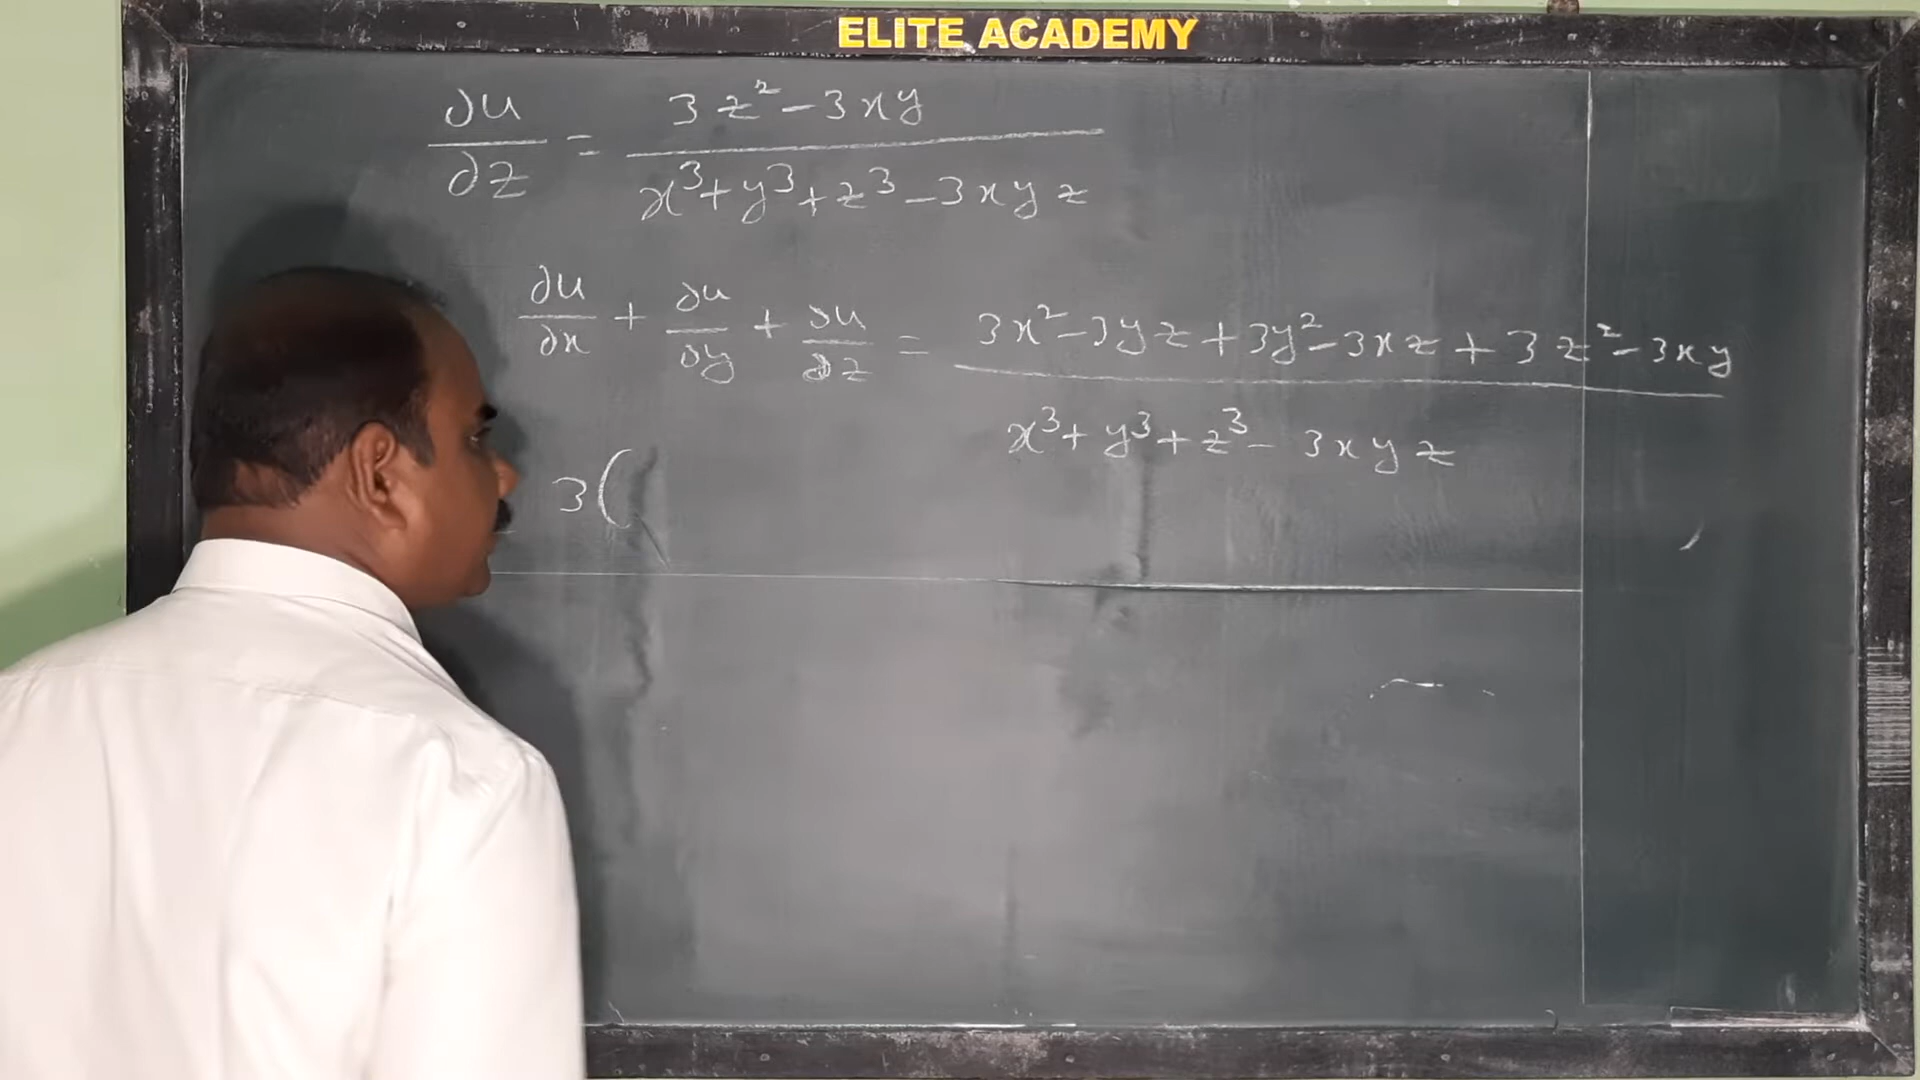 ELITE ACADEMY
∂u/∂z = (3z² - 3xy)/(x³ + y³ + z³ - 3xyz)
∂u/∂x + ∂u/∂y + ∂u/∂z = (3x² - 3yz + 3y² - 3xz + 3z² - 3xy)/(x³ + y³ + z³ - 3xyz)
3(